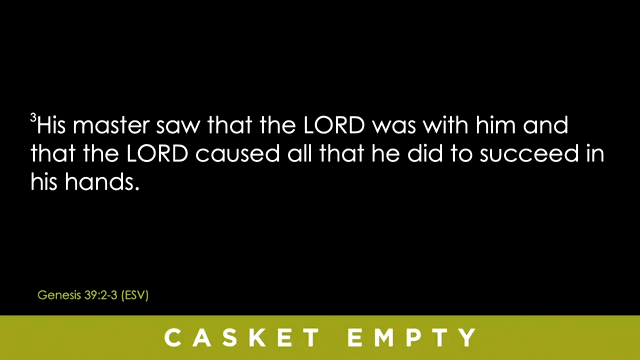 ³His master saw that the LORD was with him and
that the LORD caused all that he did to succeed in
his hands.
Genesis 39:2-3 (ESV)
CASKET EMPTY